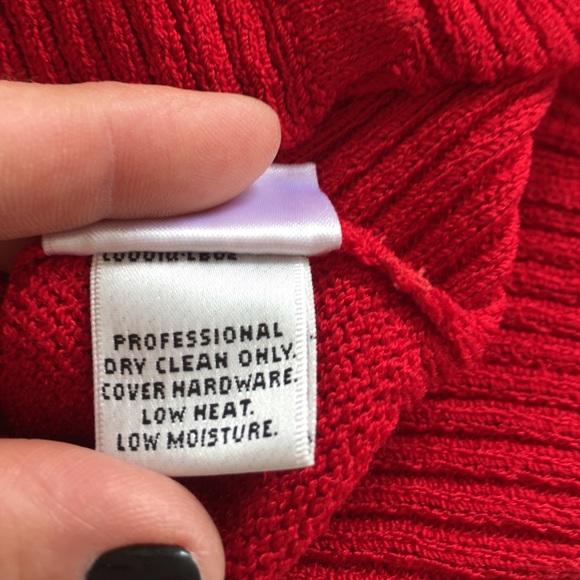 PROFESSIONAL
DRY CLEAN ONLY.
COVER HARDWARE.
LOW HEAT.
LOW MOISTURE.